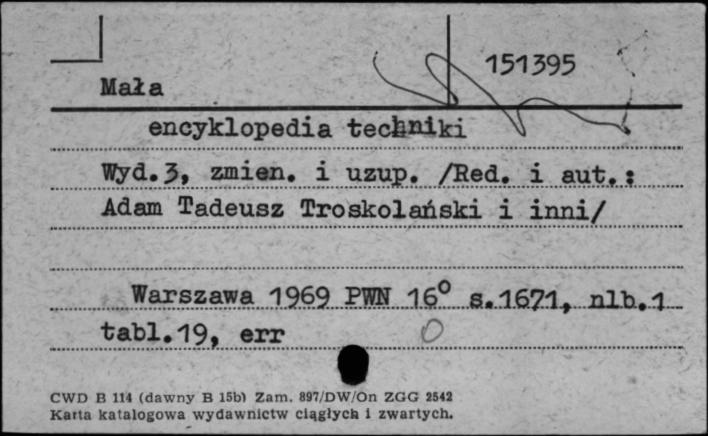 151395
Mała
encyklopedia techniki
Wyd.3, zmien. i uzup. /Red. i aut.:
Adam Tadeusz Troskolański i inni/
Warszawa 1969 PWN 16° s.1671, nlb.1
tabl.19, err
CWD B 114 (dawny B 15b) Zam. 897/DW/On ZGG 2542
Karta katalogowa wydawnictw ciągłych i zwartych.